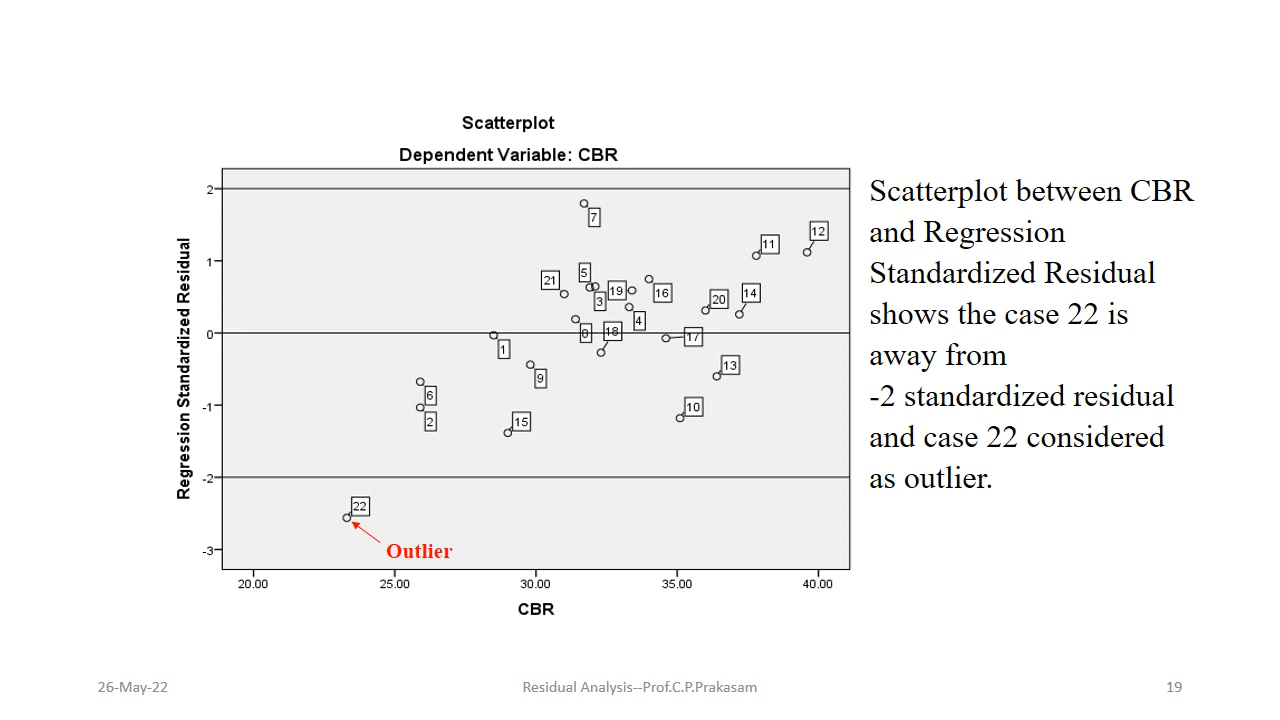 Scatterplot
Dependent Variable: CBR
Regression Standardized Residual
2
1
0
-1
-2
-3
7
12
11
5
21
19
16
14
3
20
4
18
8
17
1
13
9
6
10
2
15
22
Outlier
20.00 25.00 30.00 35.00 40.00
CBR
Scatterplot between CBR
and Regression
Standardized Residual
shows the case 22 is
away from
-2 standardized residual
and case 22 considered
as outlier.
26-May-22 Residual Analysis--Prof.C.P.Prakasam 19